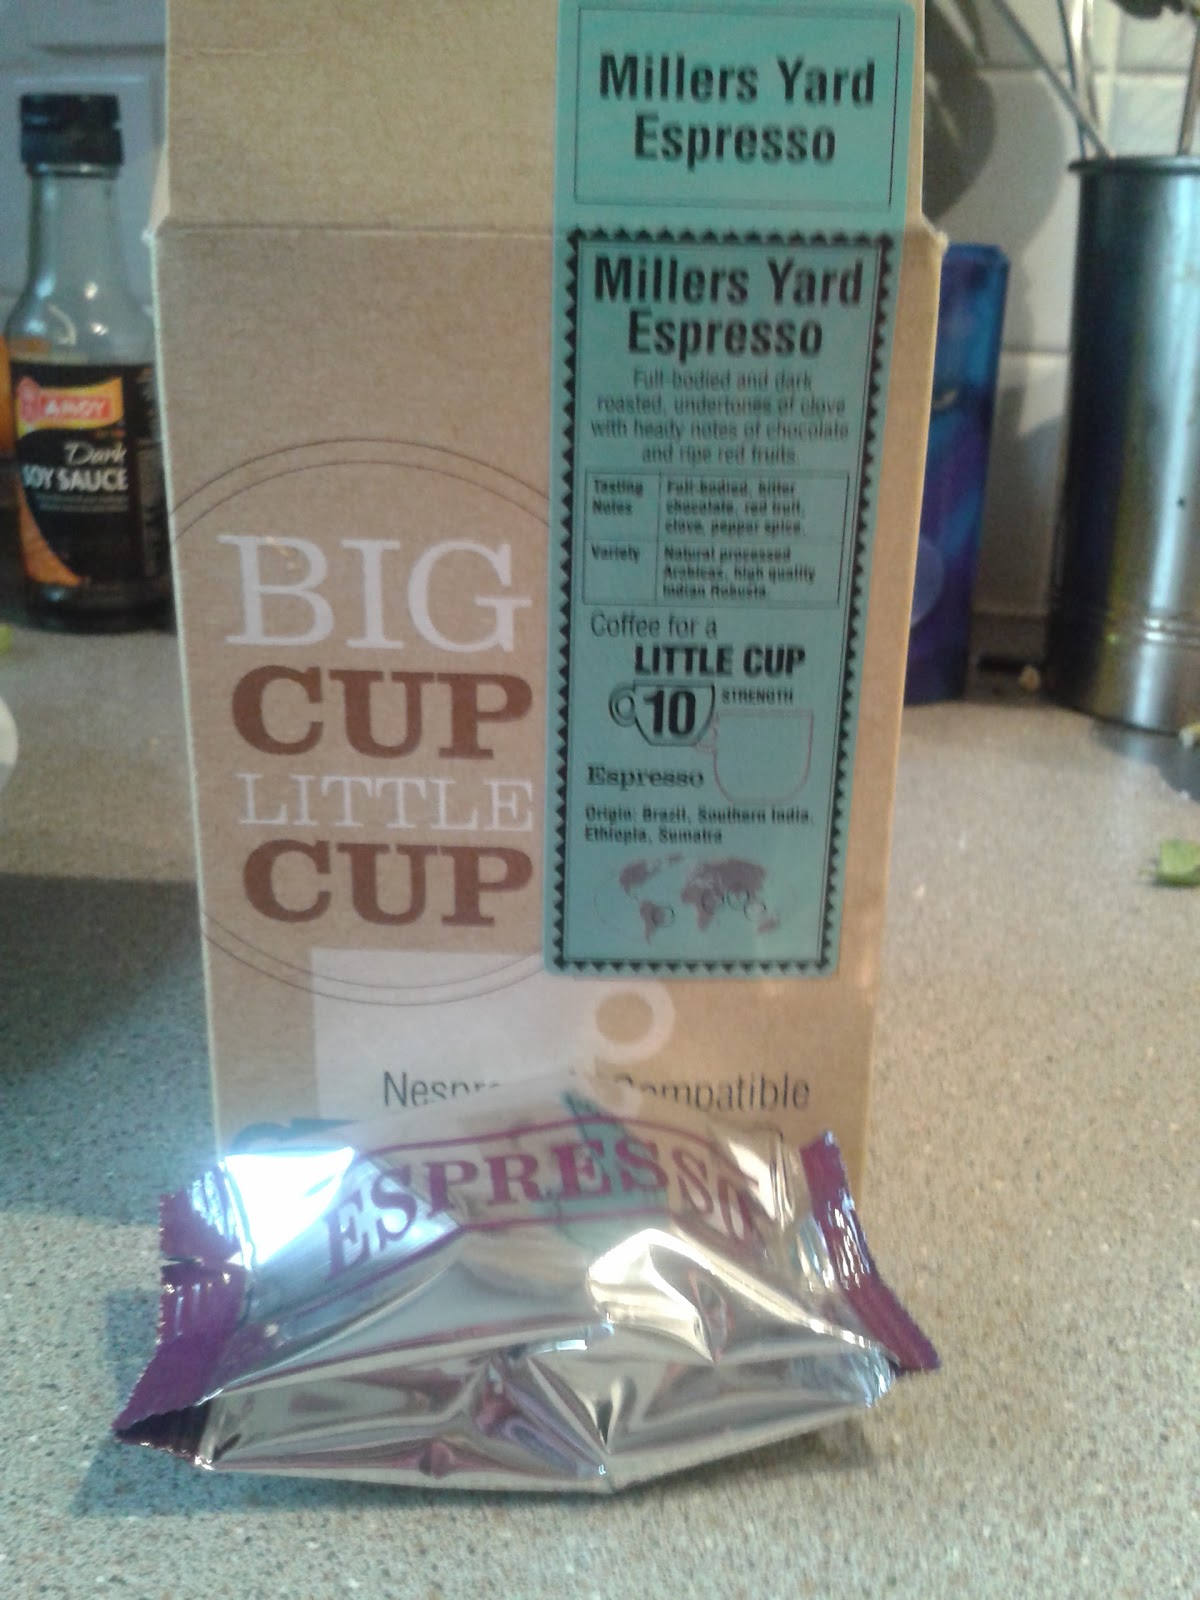 Millers Yard
Espresso
Millers Yard
Espresso
Full-bodied and dark
roasted, undertones of clove
with heady notes of chocolate
and ripe red fruits.
Tasting Notes
Full-bodied, bitter
chocolate, red fruit,
clove, pepper spice.
Variety
Natural processed
Arabicas, high quality
Indian Robusta.
Coffee for a
LITTLE CUP
10
STRENGTH
Espresso
Origin: Brazil, Southern India,
Ethiopia, Sumatra
BIG
CUP
LITTLE
CUP
Compatible
ESPRESSO
AMOY
Dark
SOY SAUCE